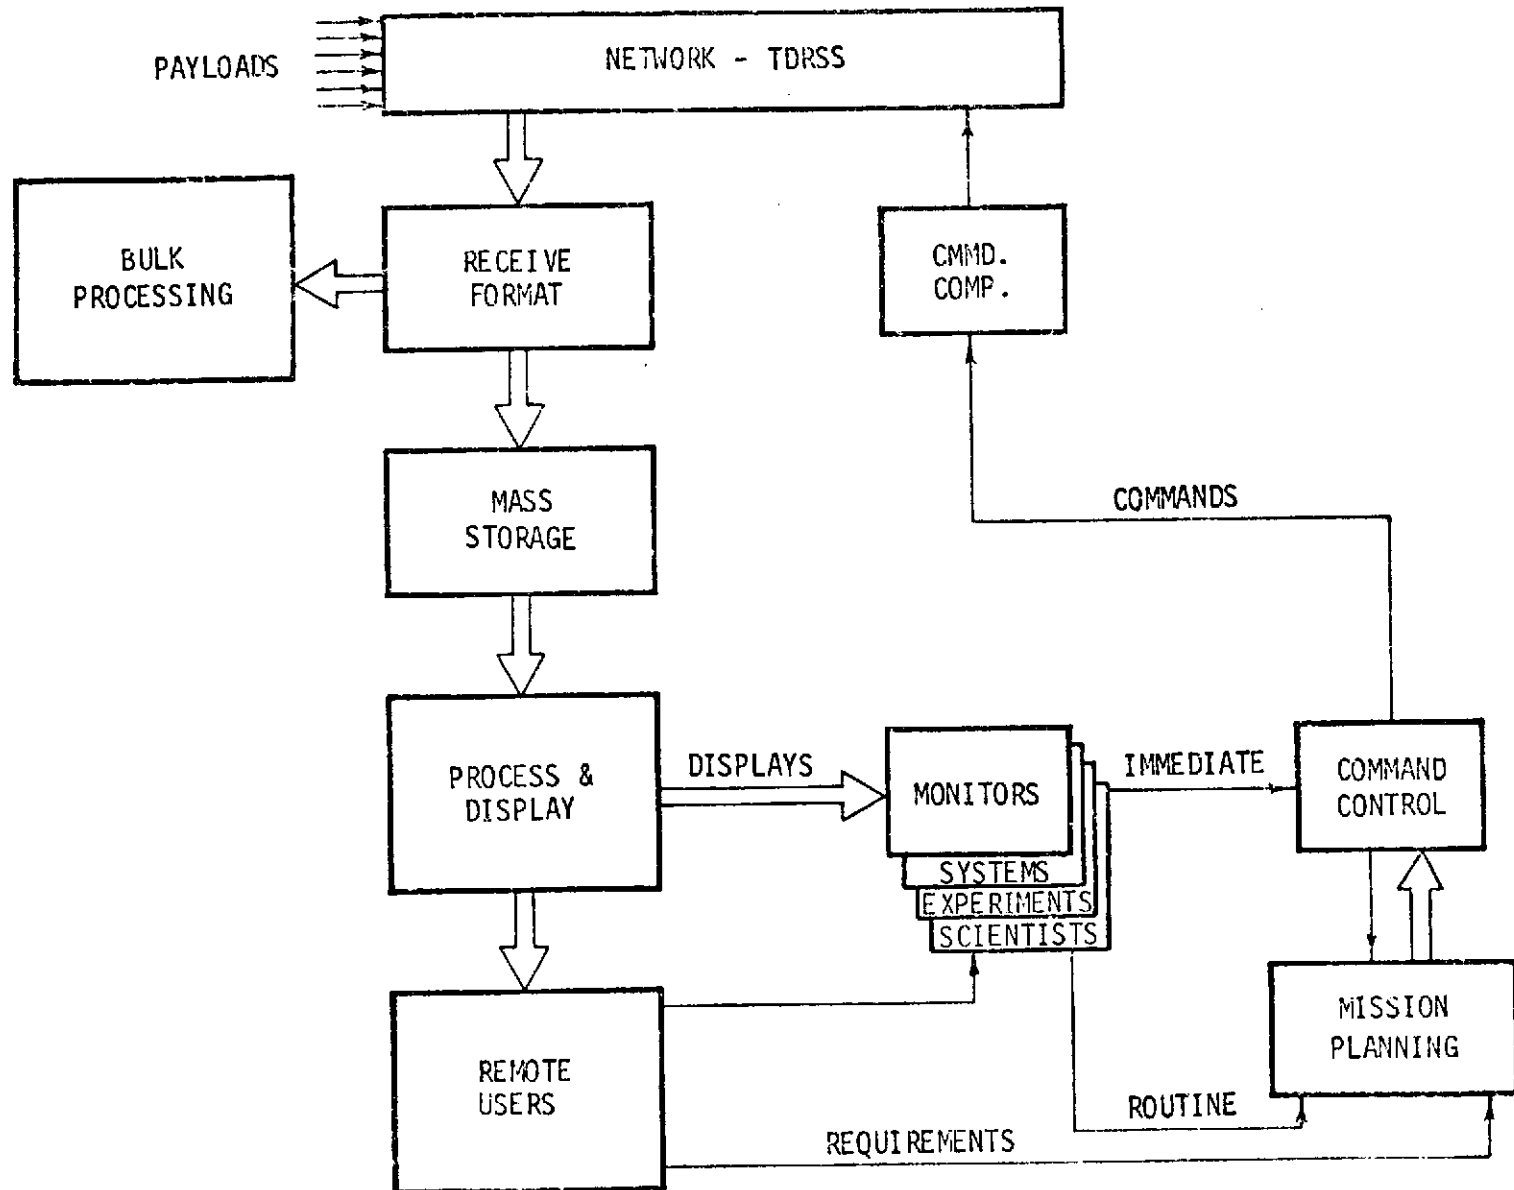 PAYLOADS
NETWORK - TDRSS
BULK
PROCESSING
RECEIVE
FORMAT
CMMD.
COMP.
MASS
STORAGE
COMMANDS
PROCESS &
DISPLAY
DISPLAYS
MONITORS
SYSTEMS
EXPERIMENTS
SCIENTISTS
IMMEDIATE
COMMAND
CONTROL
REMOTE
USERS
MISSION
PLANNING
ROUTINE
REQUIREMENTS